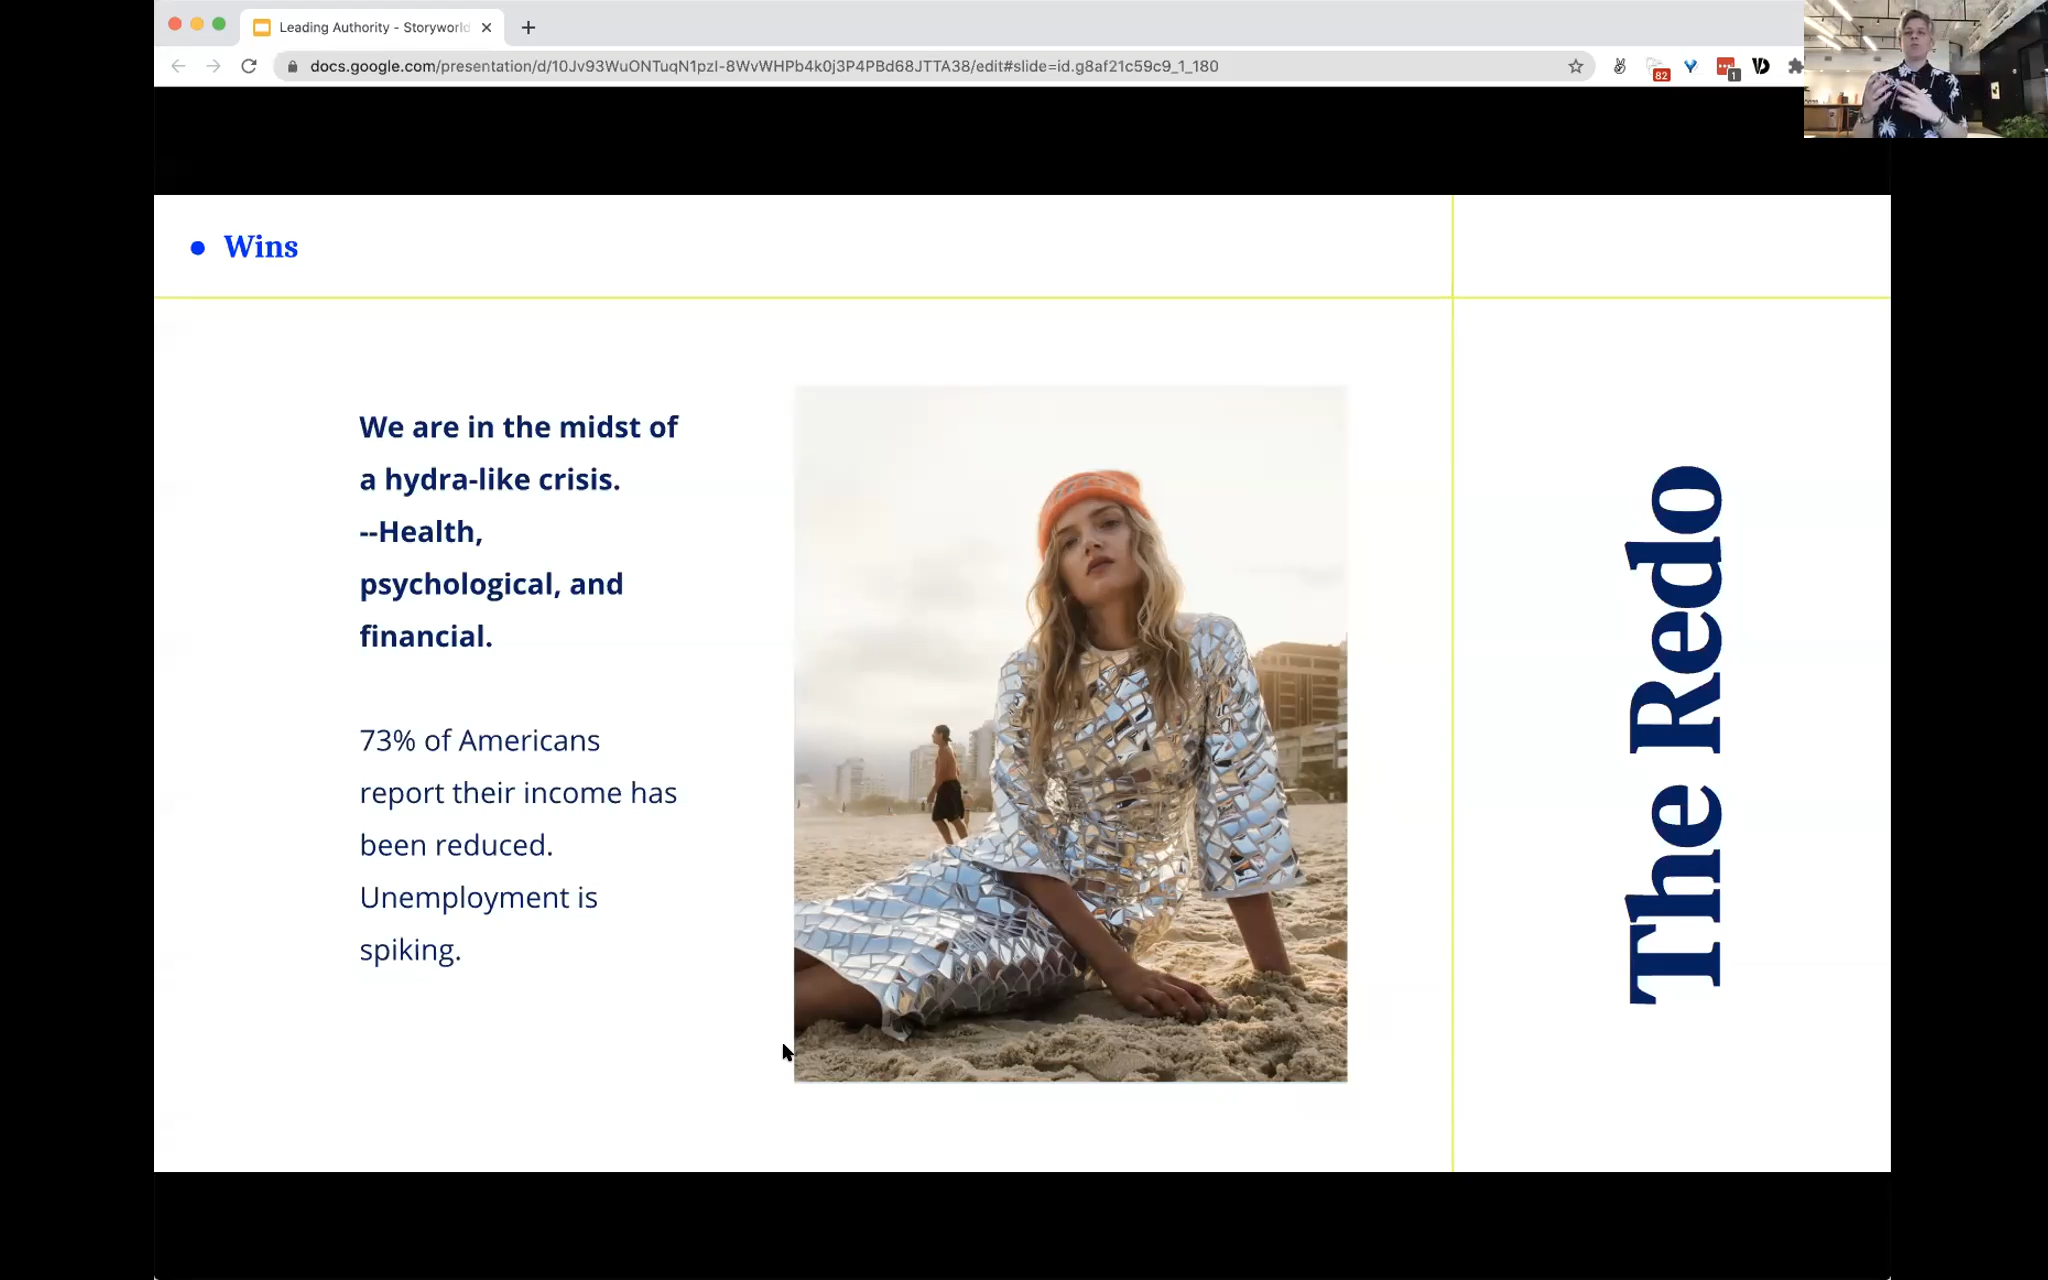 Leading Authority - Storyworld
docs.google.com/presentation/d/10Jv93WuONTuqN1pzI-8WvWHPb4k0j3P4PBd68JTTA38/edit#slide=id.g8af21c59c9_1_180
82
1
Wins
We are in the midst of
a hydra-like crisis.
--Health,
psychological, and
financial.
73% of Americans
report their income has
been reduced.
Unemployment is
spiking.
The Redo